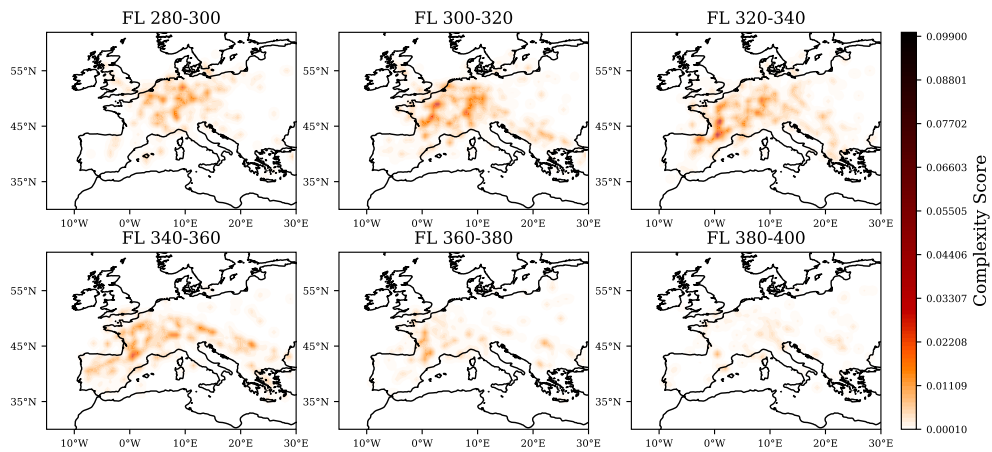 FL 280-300
FL 300-320
FL 320-340
55°N
45°N
35°N
10°W
0°W
10°E
20°E
30°E
55°N
45°N
35°N
10°W
0°W
10°E
20°E
30°E
55°N
45°N
35°N
10°W
0°W
10°E
20°E
30°E
FL 340-360
FL 360-380
FL 380-400
55°N
45°N
35°N
10°W
0°W
10°E
20°E
30°E
55°N
45°N
35°N
10°W
0°W
10°E
20°E
30°E
55°N
45°N
35°N
10°W
0°W
10°E
20°E
30°E
0.09900
0.08801
0.07702
0.06603
0.05505
0.04406
0.03307
0.02208
0.01109
0.00010
Complexity Score